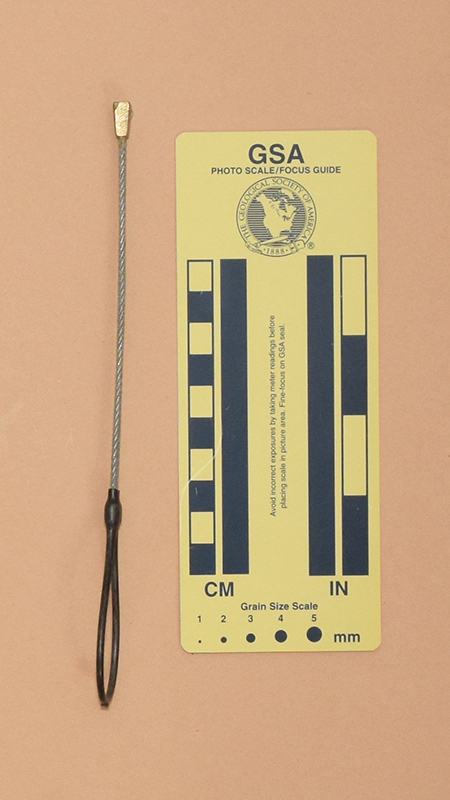 GSA
PHOTO SCALE/FOCUS GUIDE
THE GEOLOGICAL SOCIETY OF AMERICA
1888
®
Avoid incorrect exposures by taking meter readings before
placing scale in picture area. Fine-focus on GSA seal.
CM
IN
Grain Size Scale
1 2 3 4 5
mm